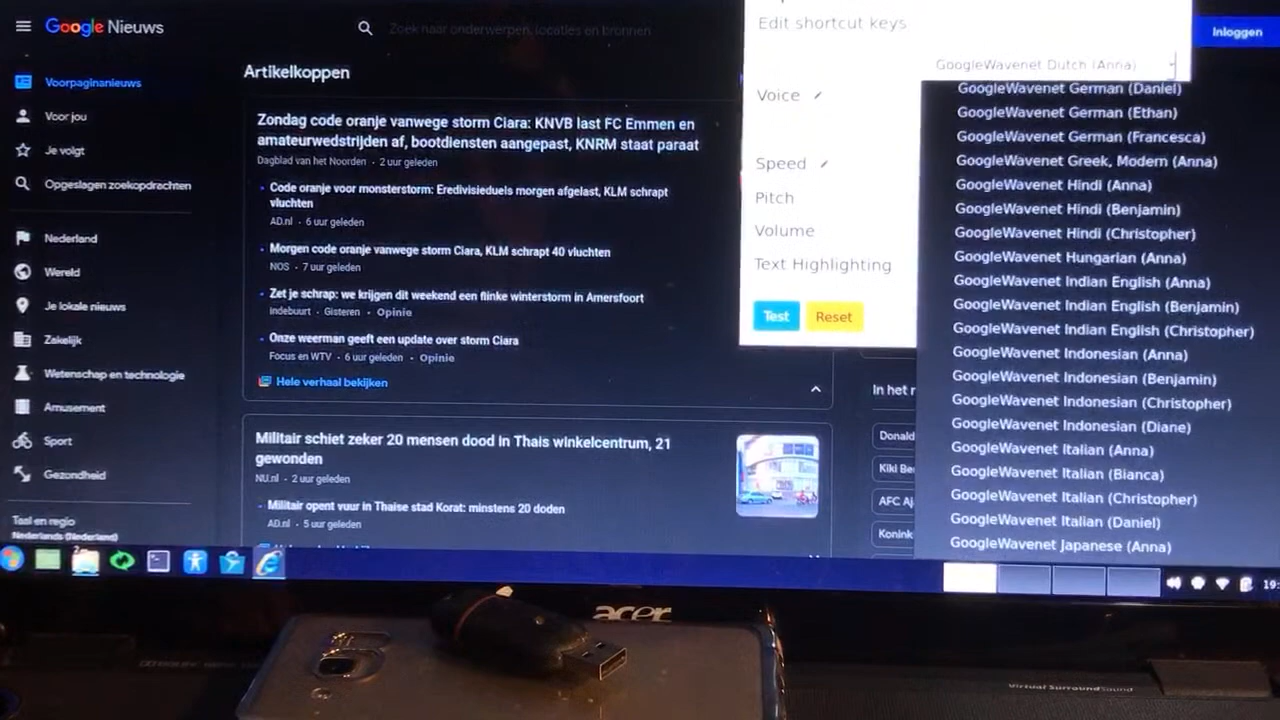 Google Nieuws
Zoek naar onderwerpen, locaties en bronnen
Edit shortcut keys
Inloggen
Voorpaginanieuws
Voor jou
Je volgt
Opgeslagen zoekopdrachten
Nederland
Wereld
Je lokale nieuws
Zakelijk
Wetenschap en technologie
Amusement
Sport
Gezondheid
Taal en regio
Nederlands (Nederland)
Artikelkoppen
Zondag code oranje vanwege storm Ciara: KNVB last FC Emmen en
amateurwedstrijden af, bootdiensten aangepast, KNRM staat paraat
Dagblad van het Noorden • 2 uur geleden
Code oranje voor monsterstorm: Eredivisieduels morgen afgelast, KLM schrapt
vluchten
AD.nl • 6 uur geleden
Morgen code oranje vanwege storm Ciara, KLM schrapt 40 vluchten
NOS • 7 uur geleden
Zet je schrap: we krijgen dit weekend een flinke winterstorm in Amersfoort
Indebuurt • Gisteren • Opinie
Onze weerman geeft een update over storm Ciara
Focus en WTV • 6 uur geleden • Opinie
Hele verhaal bekijken
Militair schiet zeker 20 mensen dood in Thais winkelcentrum, 21
gewonden
NU.nl • 2 uur geleden
Militair opent vuur in Thaise stad Korat: minstens 20 doden
AD.nl • 5 uur geleden
In het n
Donald
Kiki Be
AFC Aj
Konink
Voice
Speed
Pitch
Volume
Text Highlighting
Test Reset
GoogleWavenet Dutch (Anna)
GoogleWavenet German (Daniel)
GoogleWavenet German (Ethan)
GoogleWavenet German (Francesca)
GoogleWavenet Greek, Modern (Anna)
GoogleWavenet Hindi (Anna)
GoogleWavenet Hindi (Benjamin)
GoogleWavenet Hindi (Christopher)
GoogleWavenet Hungarian (Anna)
GoogleWavenet Indian English (Anna)
GoogleWavenet Indian English (Benjamin)
GoogleWavenet Indian English (Christopher)
GoogleWavenet Indonesian (Anna)
GoogleWavenet Indonesian (Benjamin)
GoogleWavenet Indonesian (Christopher)
GoogleWavenet Indonesian (Diane)
GoogleWavenet Italian (Anna)
GoogleWavenet Italian (Bianca)
GoogleWavenet Italian (Christopher)
GoogleWavenet Italian (Daniel)
GoogleWavenet Japanese (Anna)
19:
acer
Virtual SurroundSound